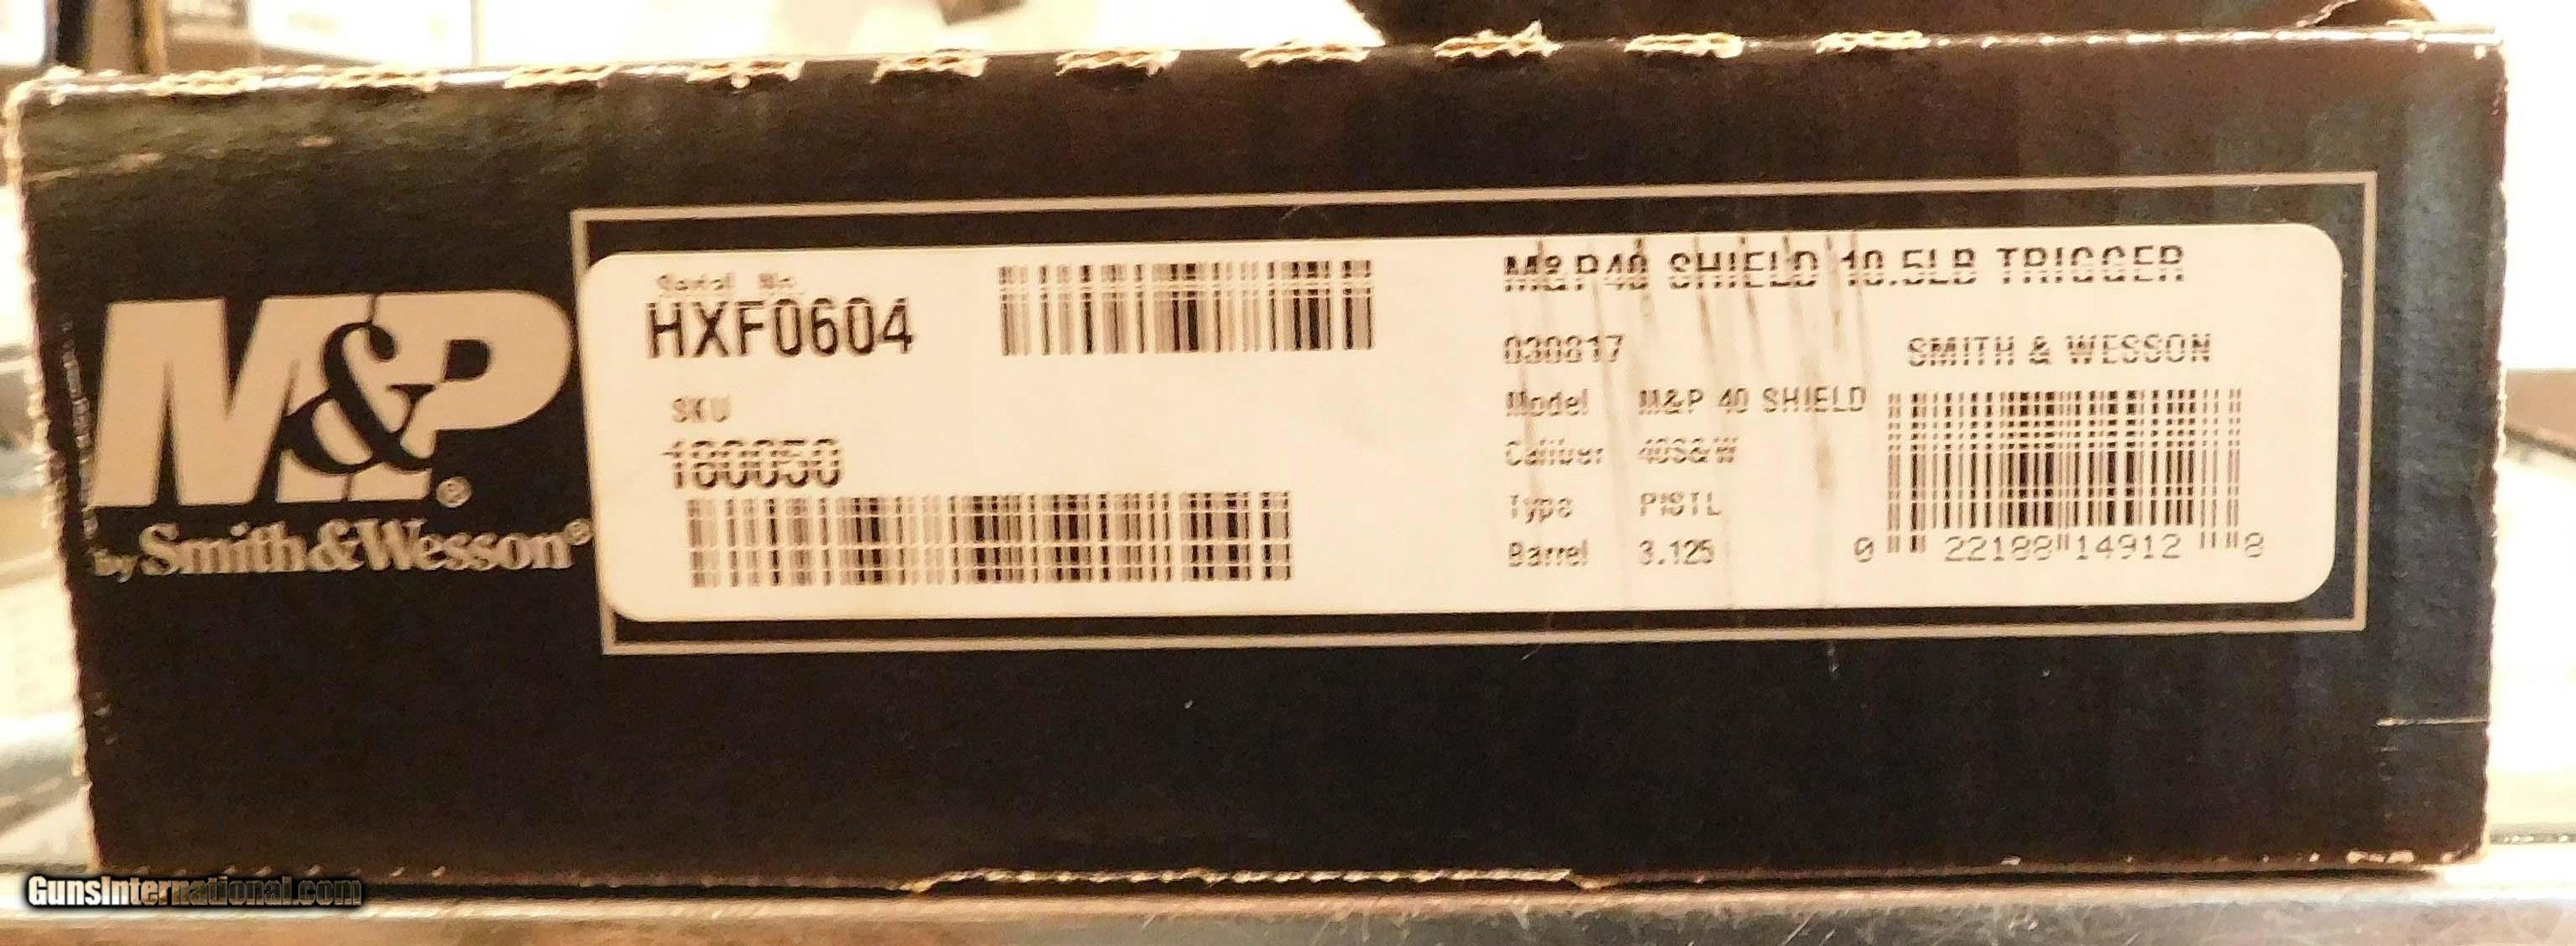 M&P®
by Smith & Wesson®
Serial No.
HXF0604
SKU
180050
M&P40 SHIELD 10.5LB TRIGGER
SMITH & WESSON
Model M&P 40 SHIELD
Caliber 40S&W
Type PISTL
Barrel 3.125
0 22188 14912 8
GunsInternational.com